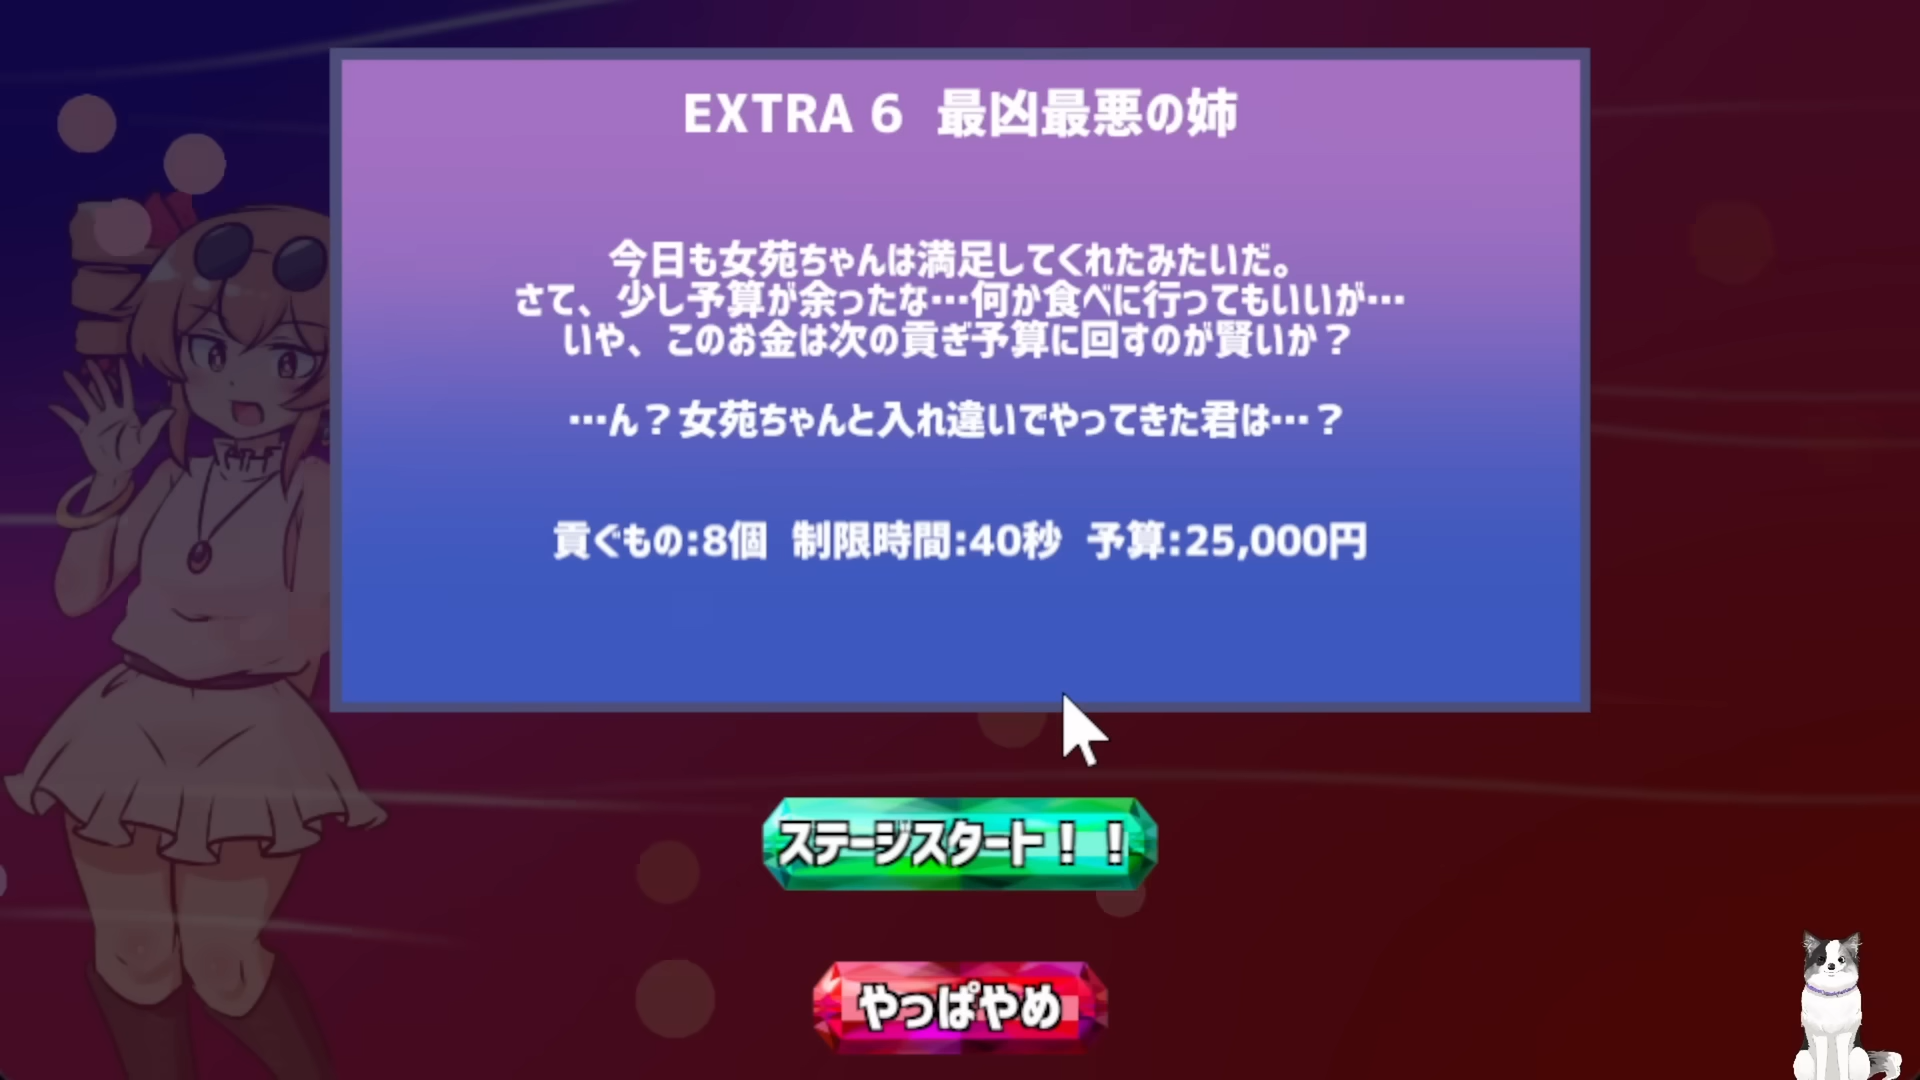 EXTRA 6 最凶最悪の姉
今日も女苑ちゃんは満足してくれたみたいだ。
さて、少し予算が余ったな…何か食べに行ってもいいが…
いや、このお金は次の貢ぎ予算に回すのが賢いか？
…ん？女苑ちゃんと入れ違いでやってきた君は…？
貢ぐもの:8個 制限時間:40秒 予算:25,000円
ステージスタート！！
やっぱやめ